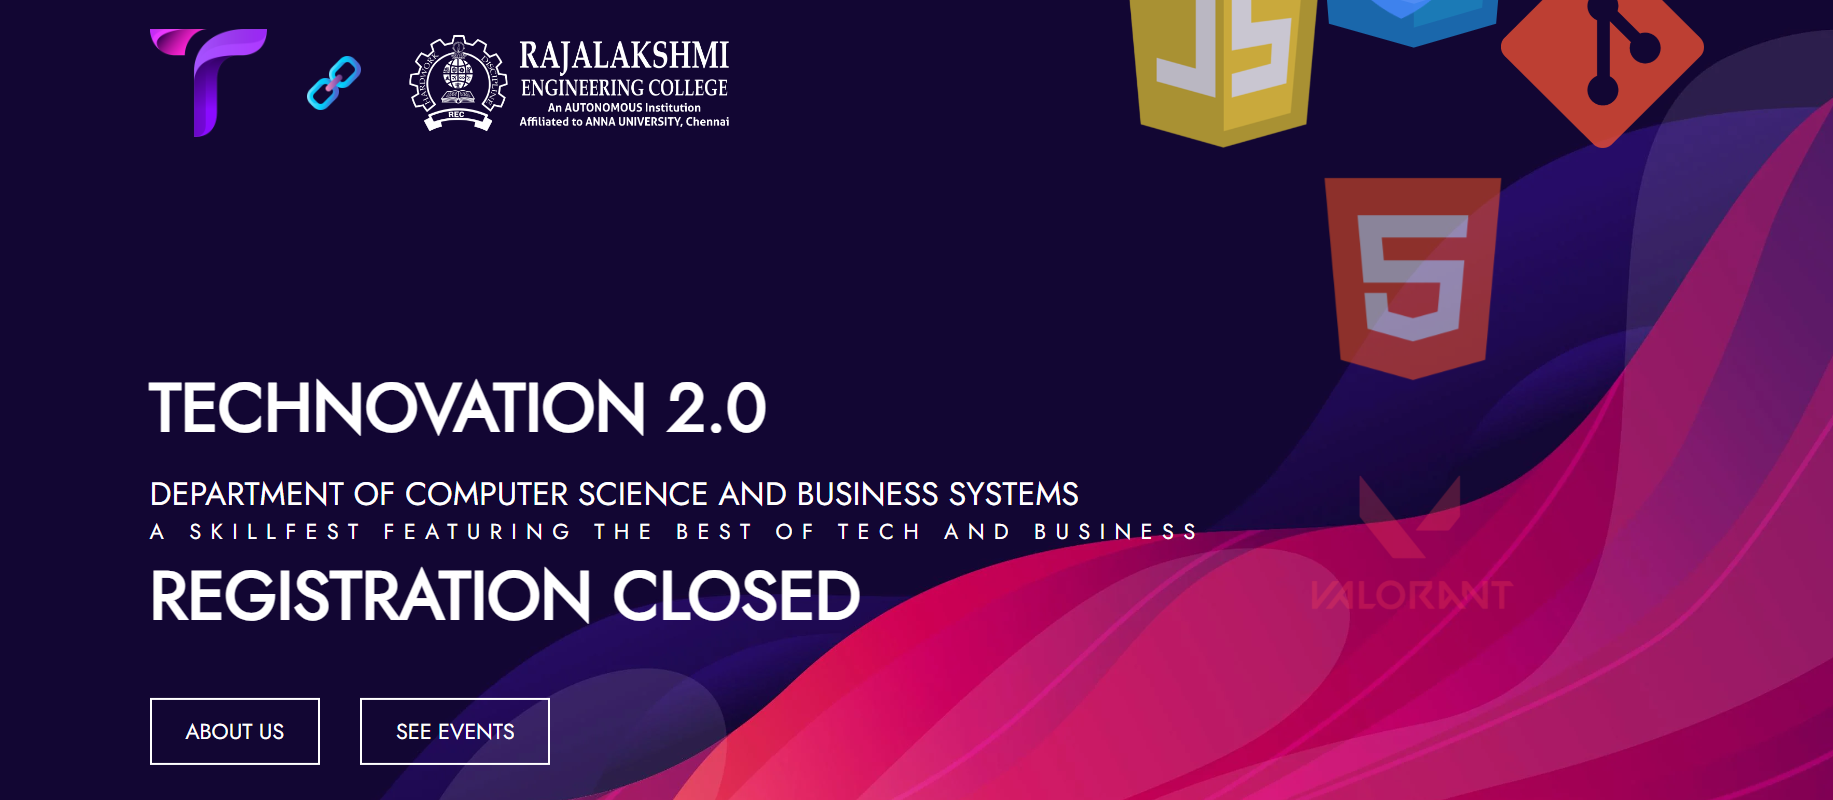 RAJALAKSHMI
ENGINEERING COLLEGE
An AUTONOMOUS Institution
Affiliated to ANNA UNIVERSITY, Chennai
HARDWORK
DISCIPLINE
REC
JS
5
TECHNOVATION 2.0
DEPARTMENT OF COMPUTER SCIENCE AND BUSINESS SYSTEMS
A SKILLFEST FEATURING THE BEST OF TECH AND BUSINESS
VALORANT
REGISTRATION CLOSED
ABOUT US
SEE EVENTS